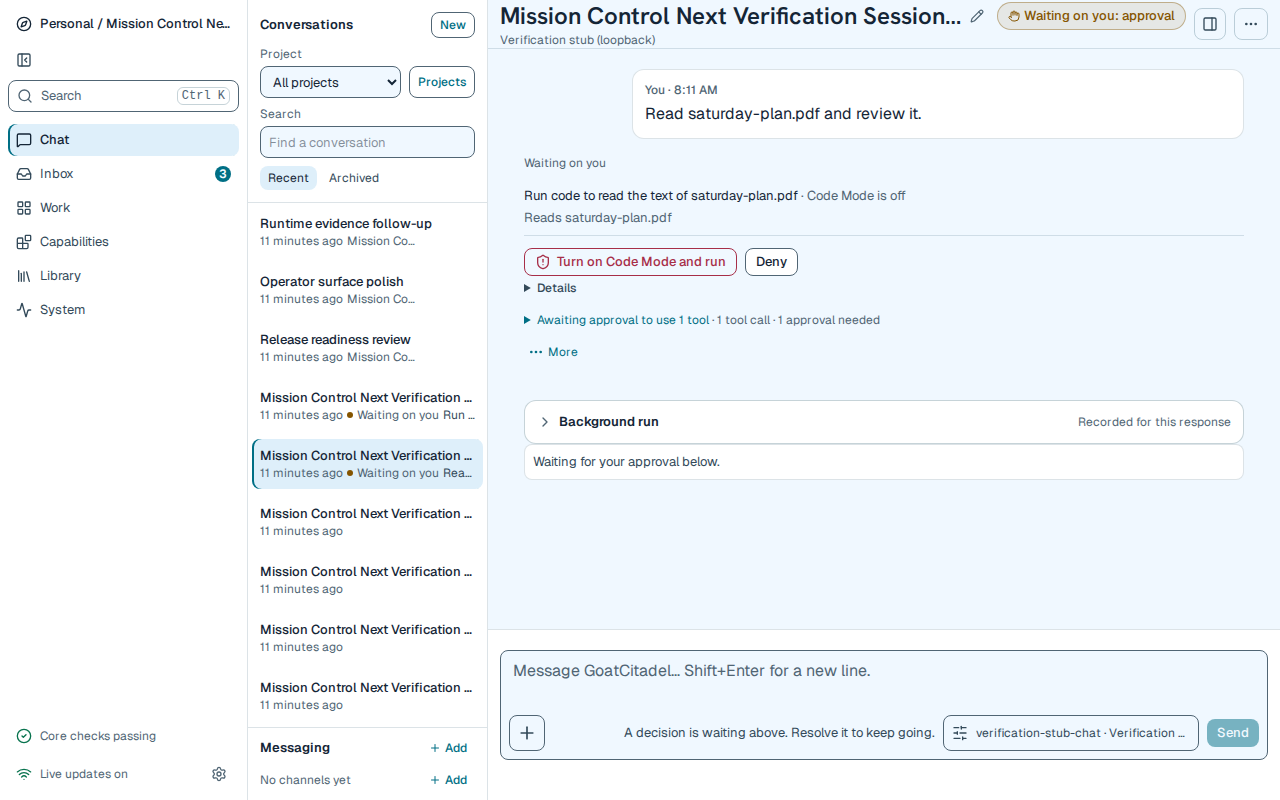 Personal / Mission Control Ne...
Search
Ctrl K
Chat
Inbox
3
Work
Capabilities
Library
System
Core checks passing
Live updates on
Conversations
New
Project
All projects
Projects
Search
Find a conversation
Recent
Archived
Runtime evidence follow-up
11 minutes ago Mission Co...
Operator surface polish
11 minutes ago Mission Co...
Release readiness review
11 minutes ago Mission Co...
Mission Control Next Verification ...
11 minutes ago • Waiting on you Run ...
Mission Control Next Verification ...
11 minutes ago • Waiting on you Rea...
Mission Control Next Verification ...
11 minutes ago
Mission Control Next Verification ...
11 minutes ago
Mission Control Next Verification ...
11 minutes ago
Mission Control Next Verification ...
11 minutes ago
Messaging
+ Add
No channels yet
+ Add
Mission Control Next Verification Session...
Waiting on you: approval
Verification stub (loopback)
You · 8:11 AM
Read saturday-plan.pdf and review it.
Waiting on you
Run code to read the text of saturday-plan.pdf · Code Mode is off
Reads saturday-plan.pdf
Turn on Code Mode and run
Deny
Details
Awaiting approval to use 1 tool · 1 tool call · 1 approval needed
More
Background run
Recorded for this response
Waiting for your approval below.
Message GoatCitadel... Shift+Enter for a new line.
A decision is waiting above. Resolve it to keep going.
verification-stub-chat · Verification ...
Send